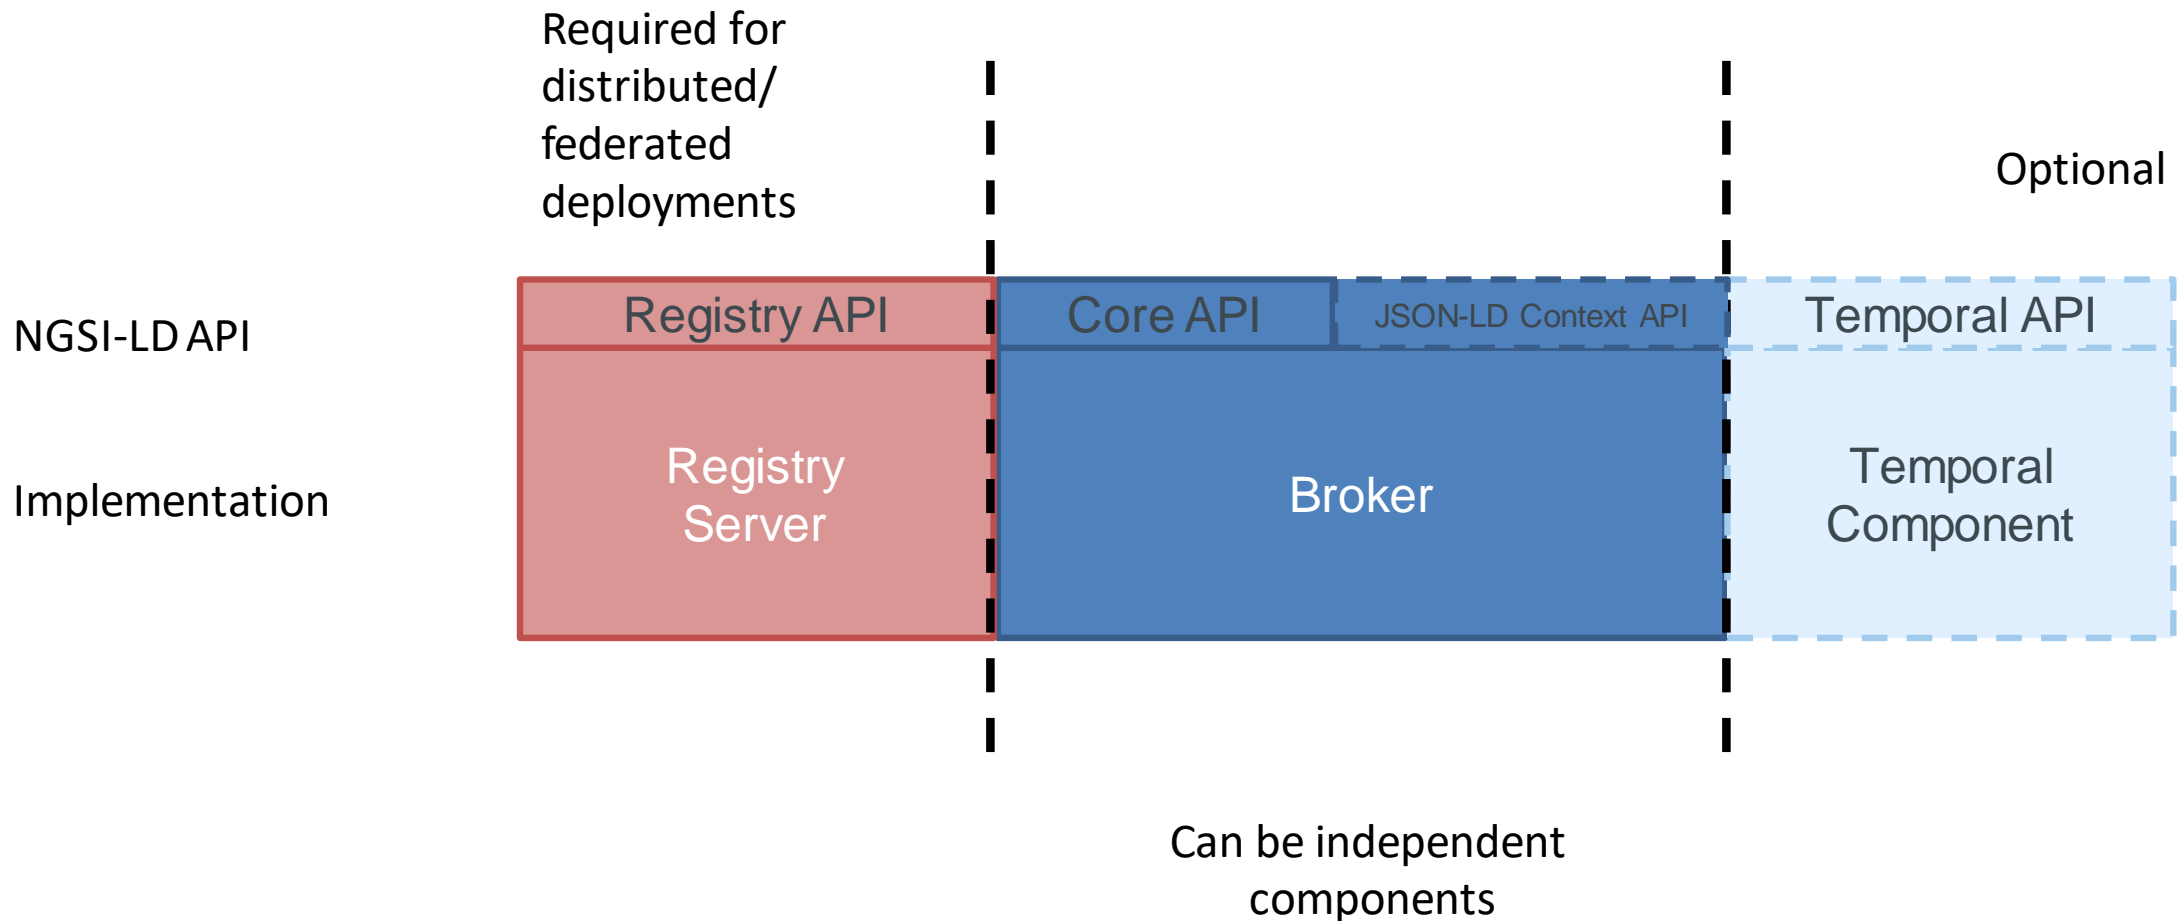 Required for
distributed/
federated
deployments
Optional
NGSI-LD API
Registry API
Core API
JSON-LD Context API
Temporal API
Implementation
Registry
Server
Broker
Temporal
Component
Can be independent
components